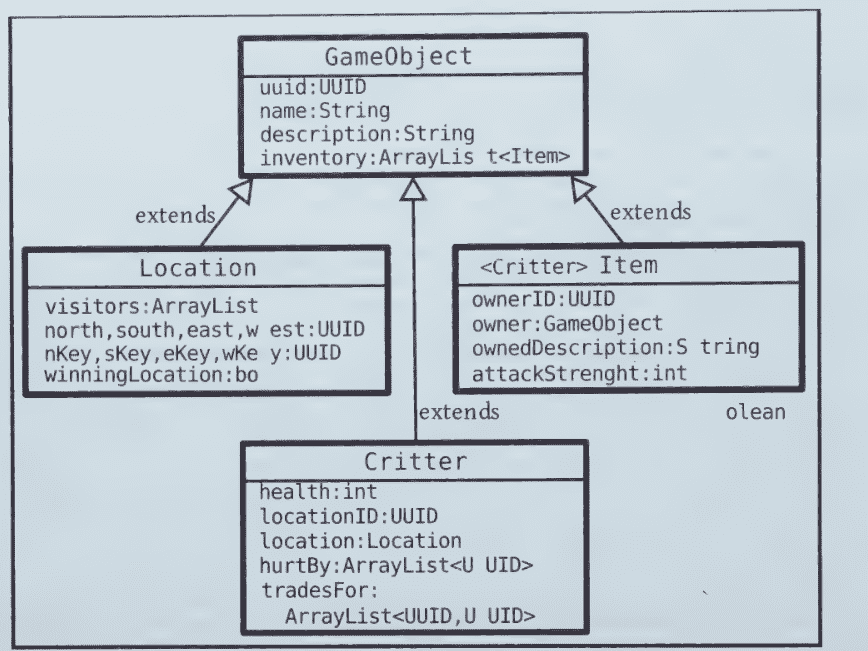 GameObject
uuid:UUID
name:String
description:String
inventory:ArrayLis t<Item>
extends
extends
Location
visitors:ArrayList
north,south,east,w est:UUID
nKey,sKey,eKey,wKe y:UUID
winningLocation:bo
<Critter> Item
ownerID:UUID
owner:GameObject
ownedDescription:S tring
attackStrenght:int
extends
olean
Critter
health:int
locationID:UUID
location:Location
hurtBy:ArrayList<U UID>
tradesFor:
ArrayList<UUID,U UID>